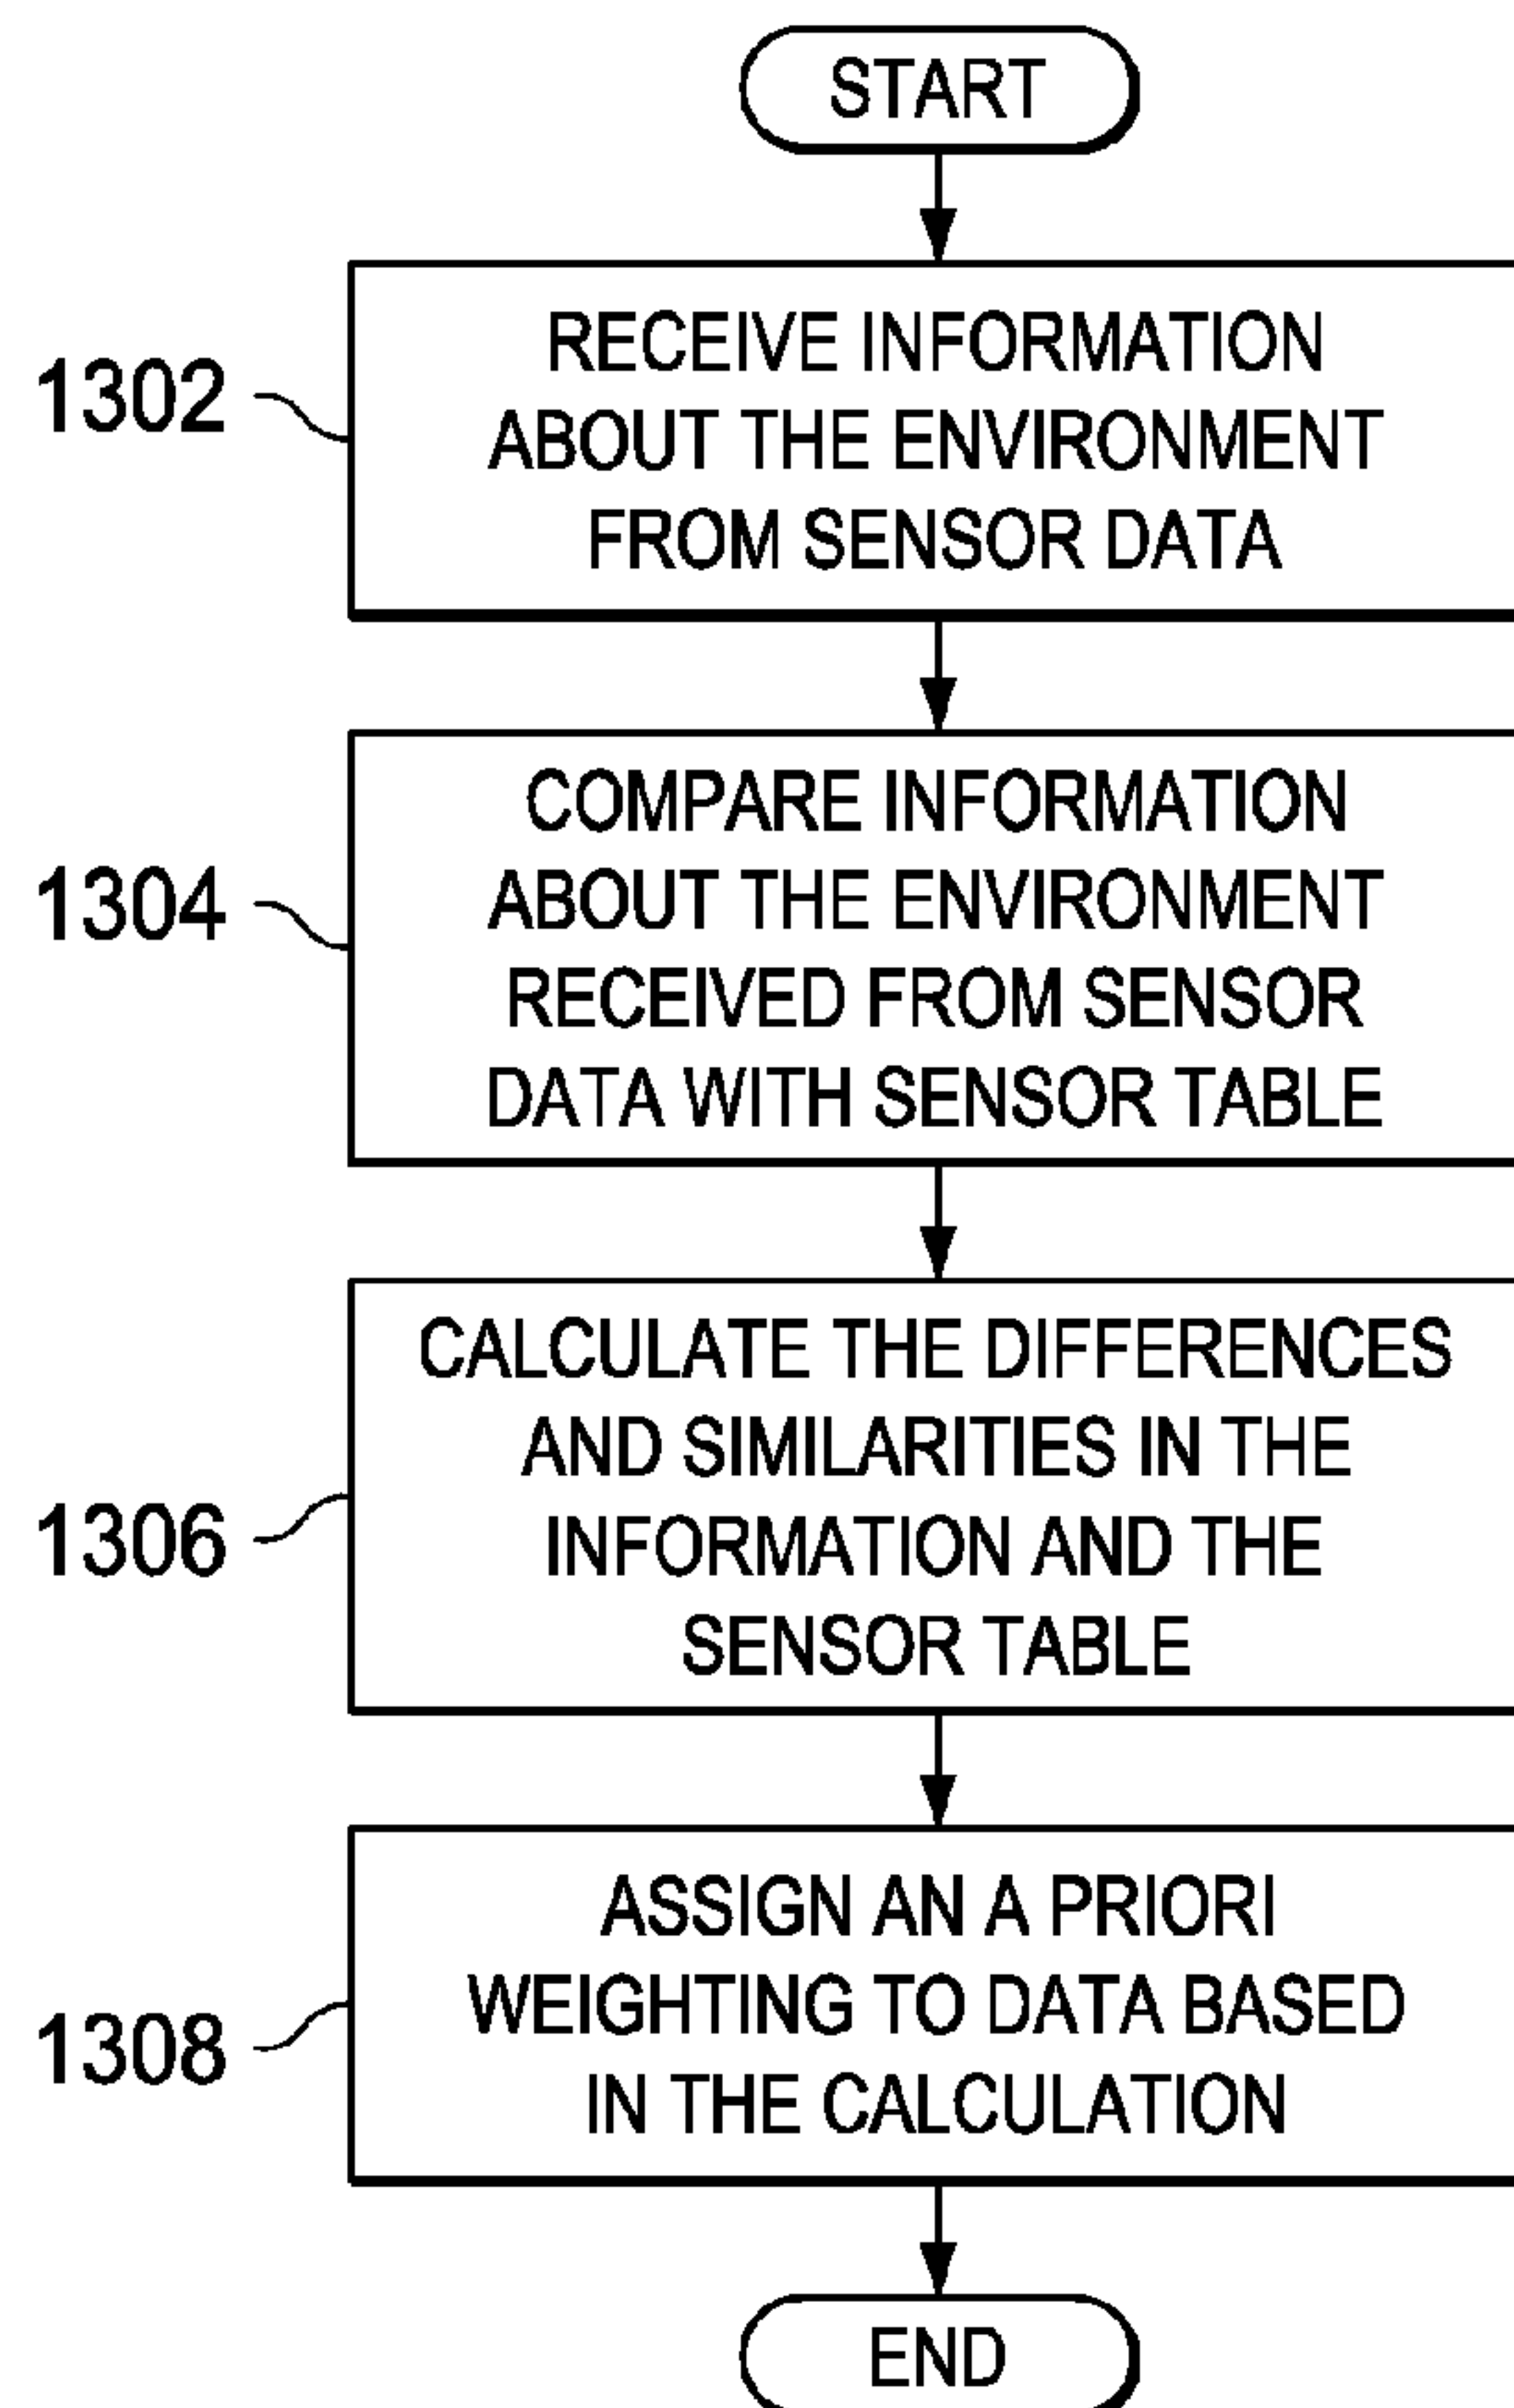 START
1302
RECEIVE INFORMATION
ABOUT THE ENVIRONMENT
FROM SENSOR DATA
1304
COMPARE INFORMATION
ABOUT THE ENVIRONMENT
RECEIVED FROM SENSOR
DATA WITH SENSOR TABLE
1306
CALCULATE THE DIFFERENCES
AND SIMILARITIES IN THE
INFORMATION AND THE
SENSOR TABLE
1308
ASSIGN AN A PRIORI
WEIGHTING TO DATA BASED
IN THE CALCULATION
END